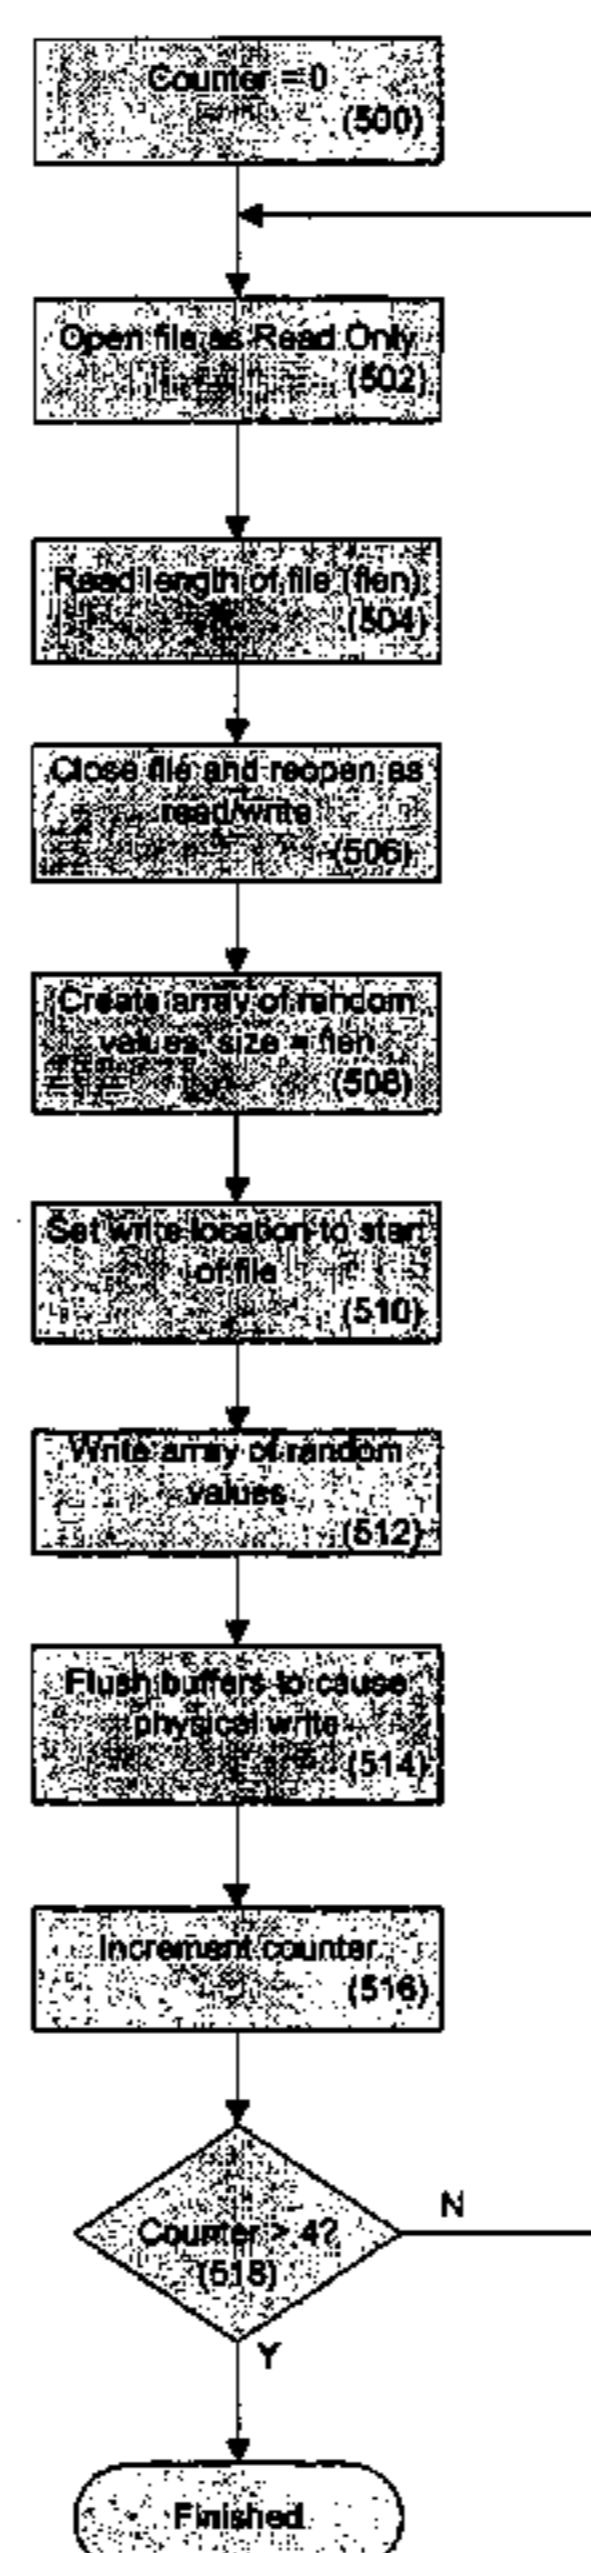 Counter = 0
(500)
Open file as Read Only
(502)
Read length of file (flen)
(504)
Close file and reopen as
read/write
(506)
Create array of random
values, size = flen
(508)
Set write location to start
of file
(510)
Write array of random
values
(512)
Flush buffers to cause
physical write
(514)
Increment counter
(516)
Counter > 4?
(518)
N
Y
Finished